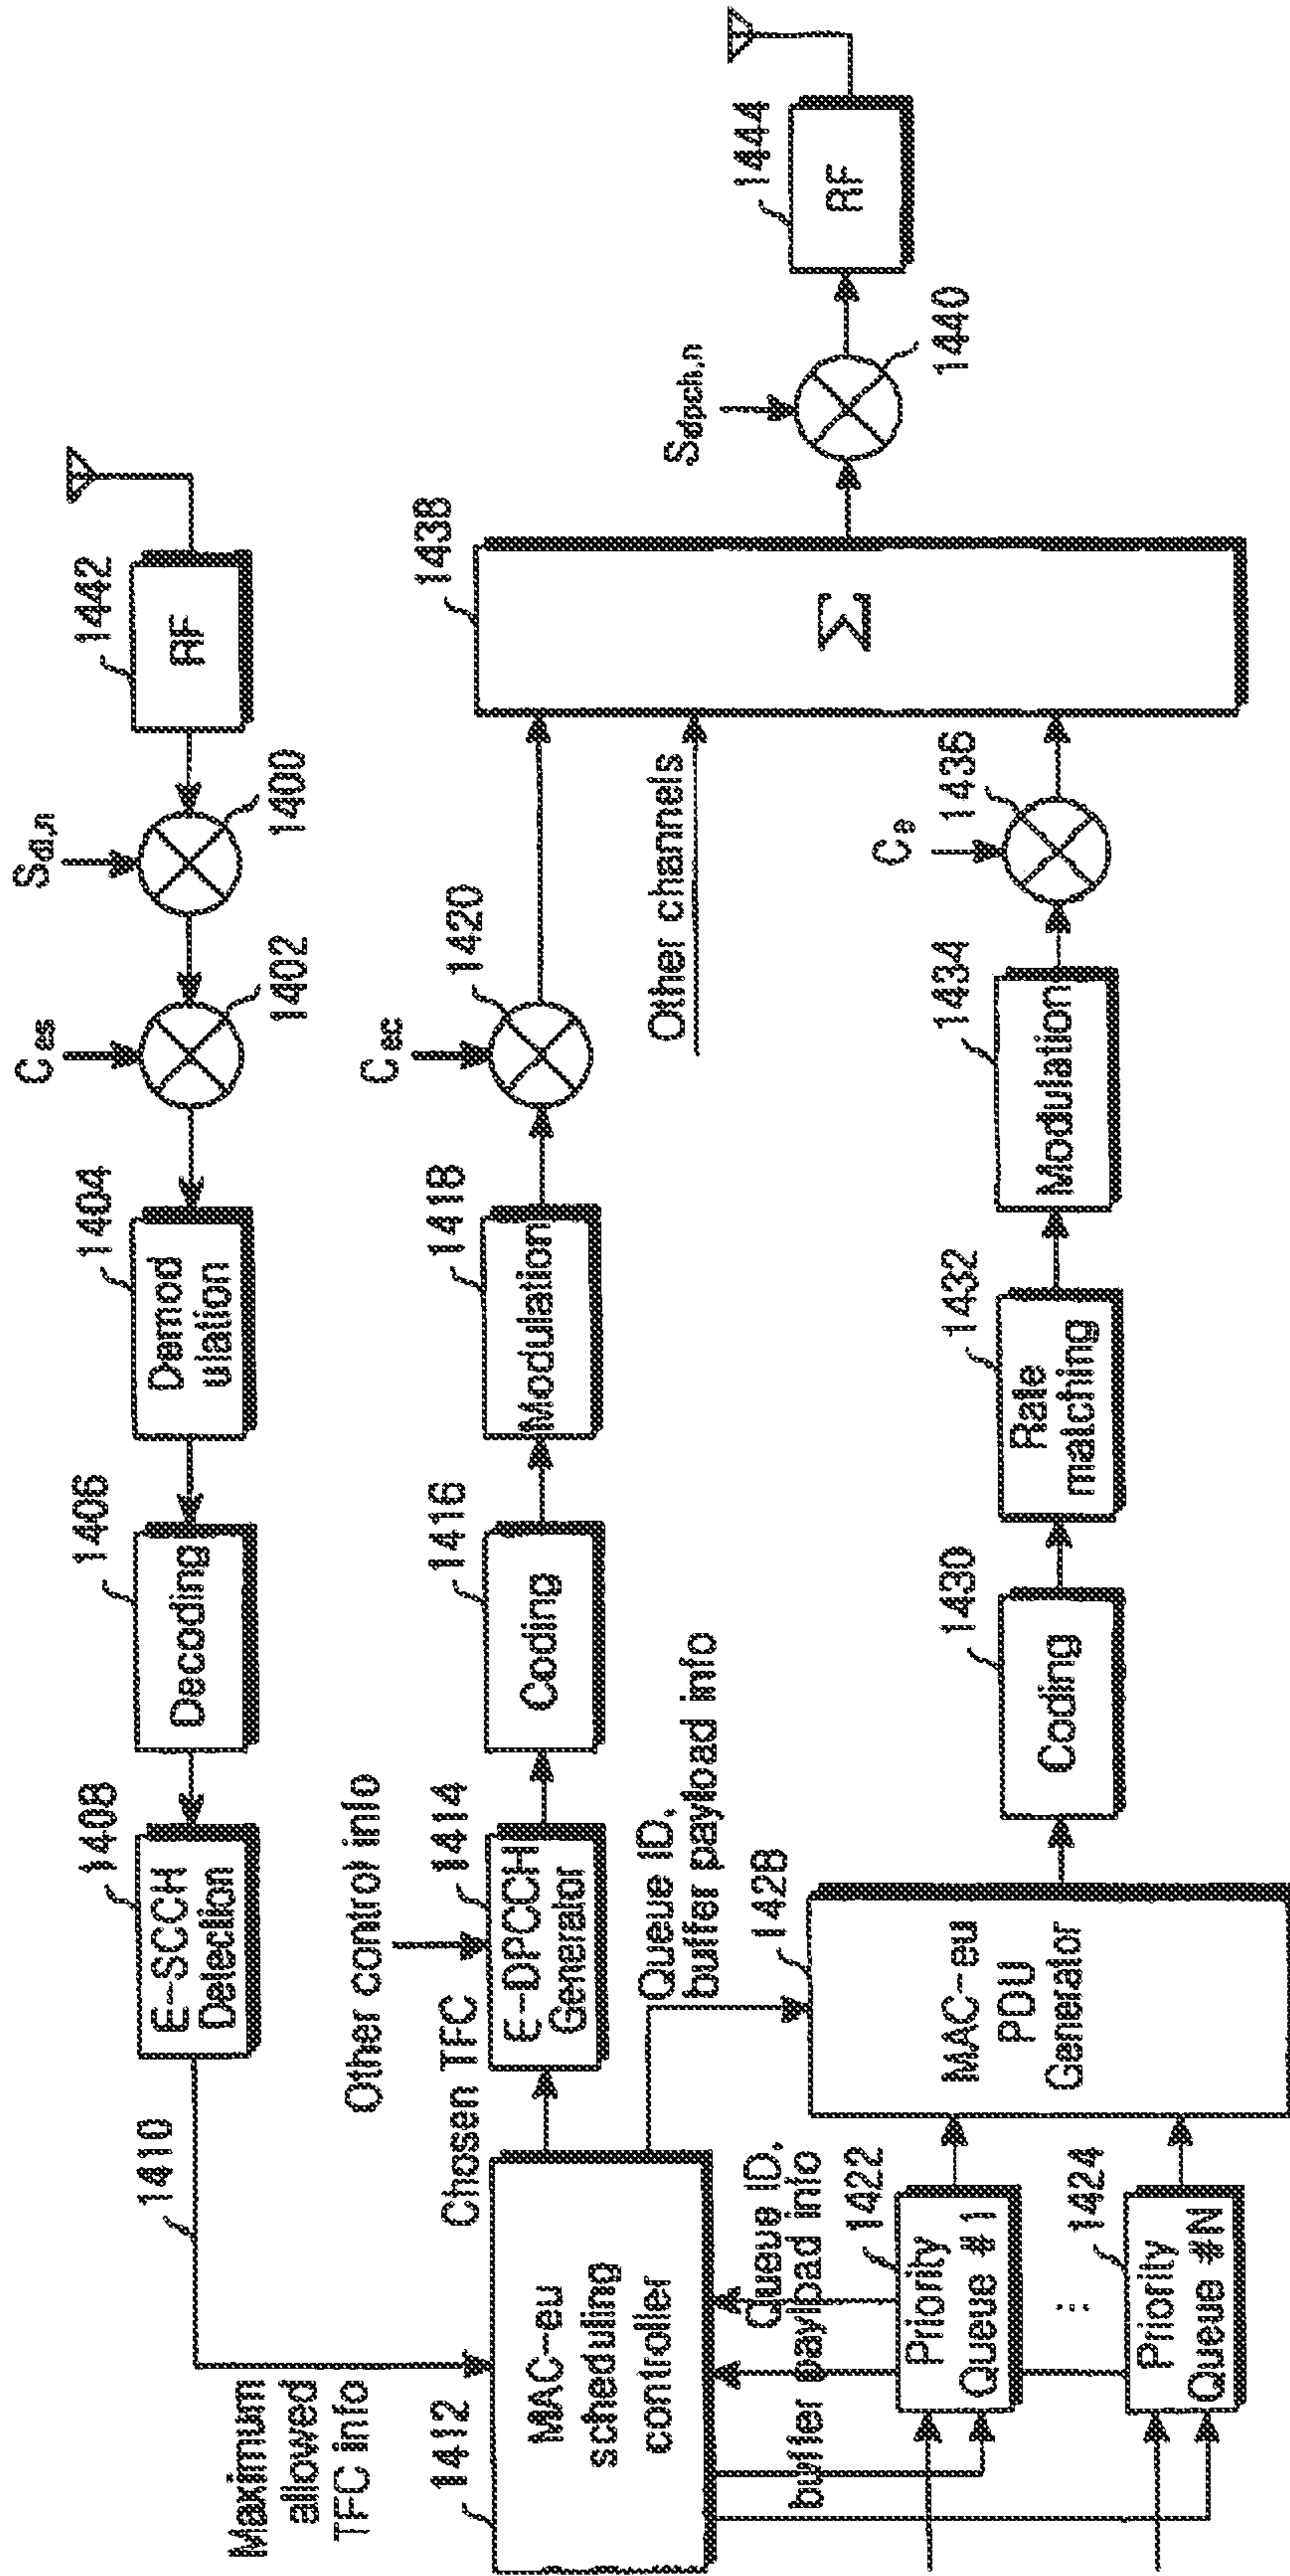 1442
RF
Sdl,n
1400
Ces
1402
1404
Demod
ulation
1406
Decoding
1408
E-SCCH
Detection
1410
Maximum
allowed
TFC info
1412
MAC-eu
scheduling
controller
Chosen TFC
Other control info
1414
E-DPCCH
Generator
1416
Coding
1418
Modulation
Cec
1420
Other channels
1438
Σ
Sdpch,n
1440
1444
RF
Queue ID,
buffer payload info
Queue ID,
buffer payload info
1422
Priority
Queue #1
:
1424
Priority
Queue #N
1428
MAC-eu
PDU
Generator
1430
Coding
1432
Rate
matching
1434
Modulation
Ce
1436